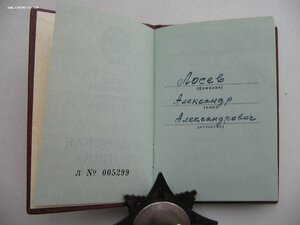 Л № 005299
Лосев
(фамилия)
Александр
(имя)
Александрович
(отчество)